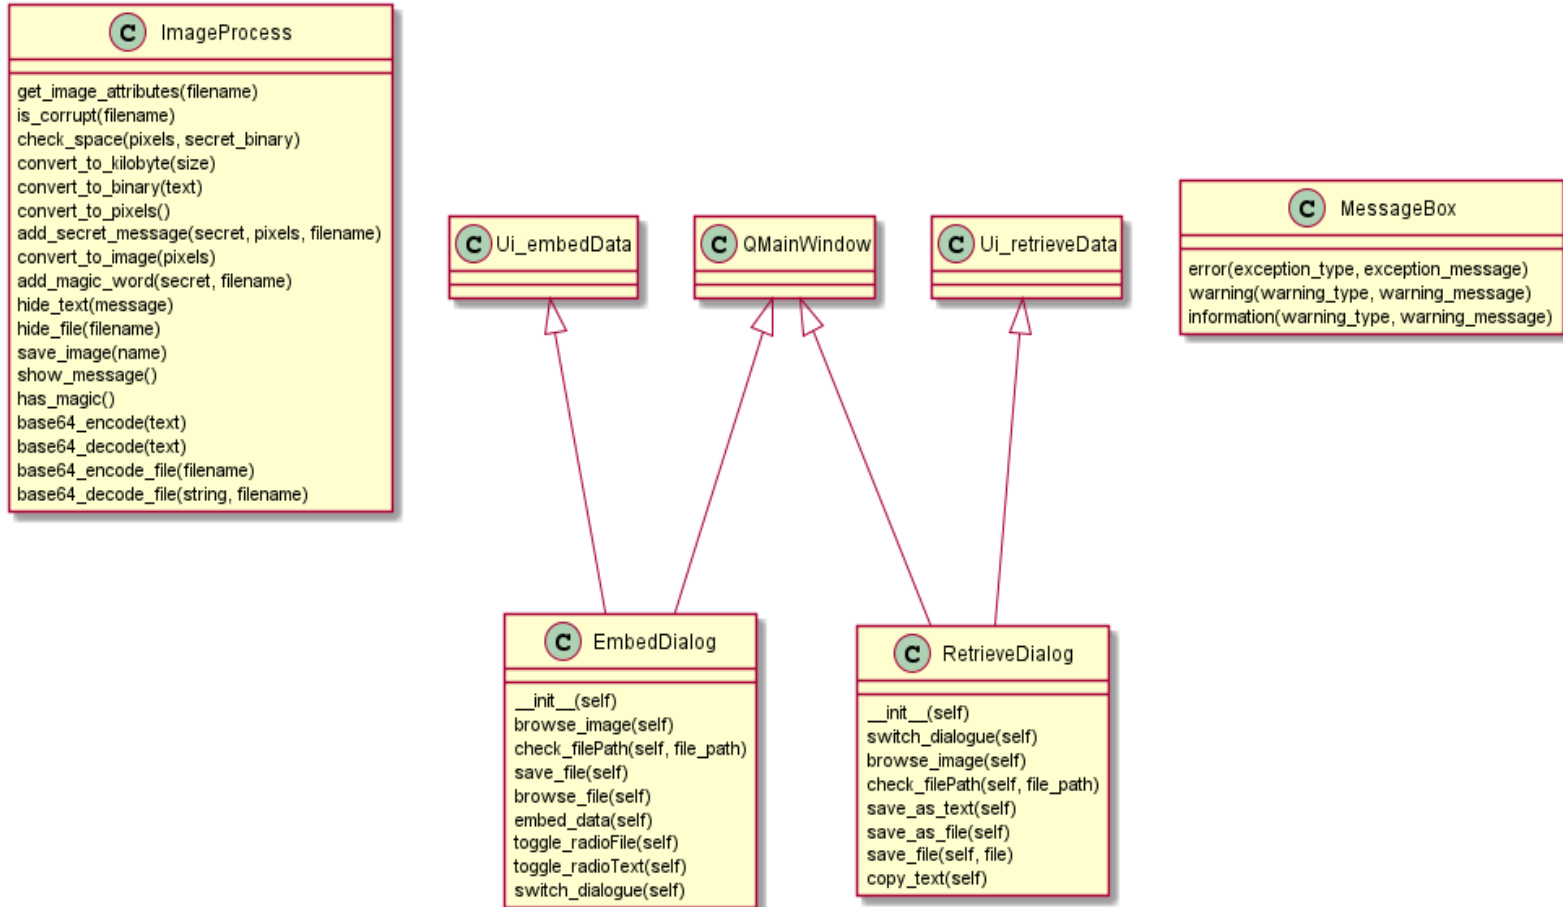 C ImageProcess
get_image_attributes(filename)
is_corrupt(filename)
check_space(pixels, secret_binary)
convert_to_kilobyte(size)
convert_to_binary(text)
convert_to_pixels()
add_secret_message(secret, pixels, filename)
convert_to_image(pixels)
add_magic_word(secret, filename)
hide_text(message)
hide_file(filename)
save_image(name)
show_message()
has_magic()
base64_encode(text)
base64_decode(text)
base64_encode_file(filename)
base64_decode_file(string, filename)
C Ui_embedData
C QMainWindow
C Ui_retrieveData
C MessageBox
error(exception_type, exception_message)
warning(warning_type, warning_message)
information(warning_type, warning_message)
C EmbedDialog
__init__(self)
browse_image(self)
check_filePath(self, file_path)
save_file(self)
browse_file(self)
embed_data(self)
toggle_radioFile(self)
toggle_radioText(self)
switch_dialogue(self)
C RetrieveDialog
__init__(self)
switch_dialogue(self)
browse_image(self)
check_filePath(self, file_path)
save_as_text(self)
save_as_file(self)
save_file(self, file)
copy_text(self)